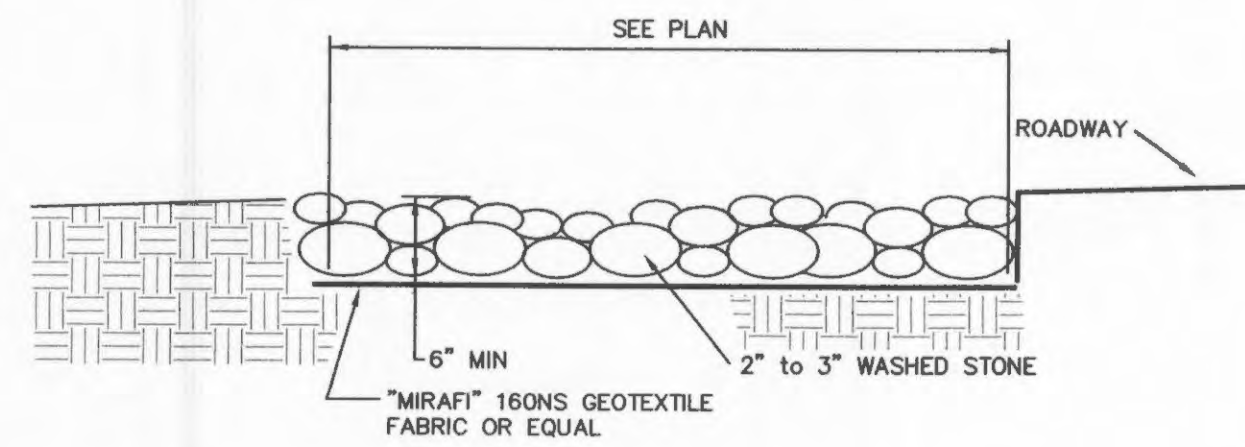 SEE PLAN
ROADWAY
6" MIN
2" to 3" WASHED STONE
"MIRAFI" 160NS GEOTEXTILE
FABRIC OR EQUAL